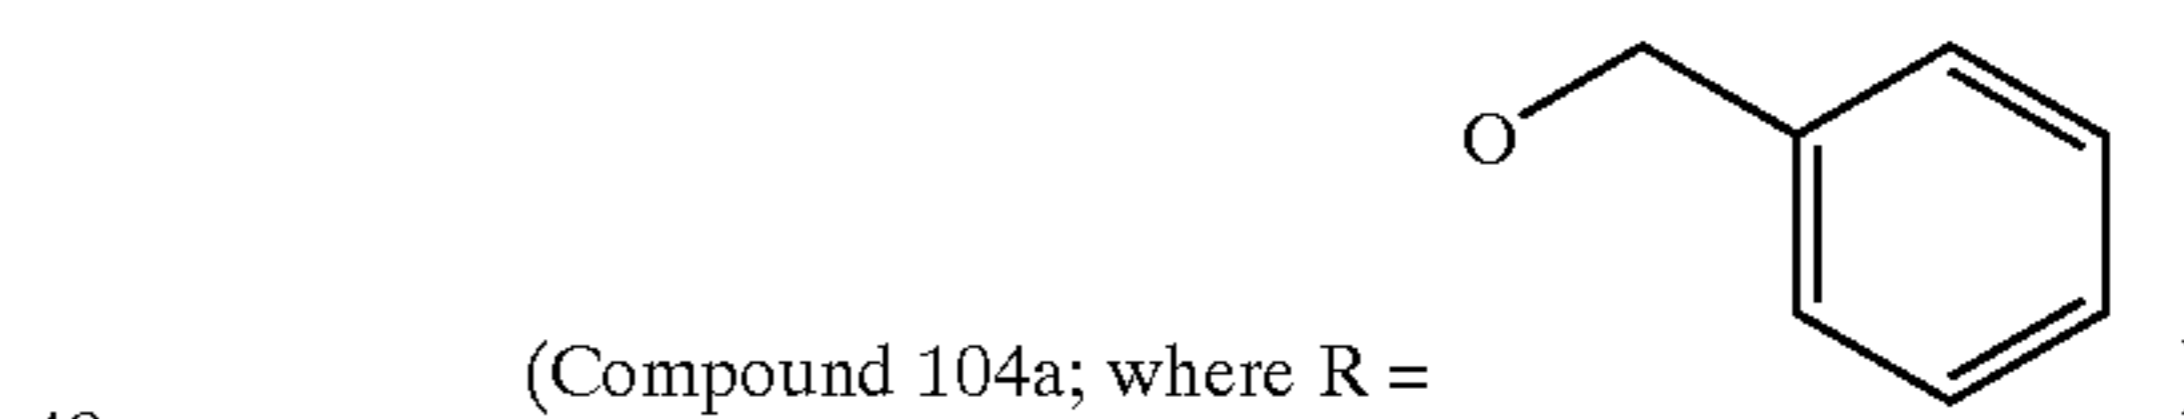 O
(Compound 104a; where R =